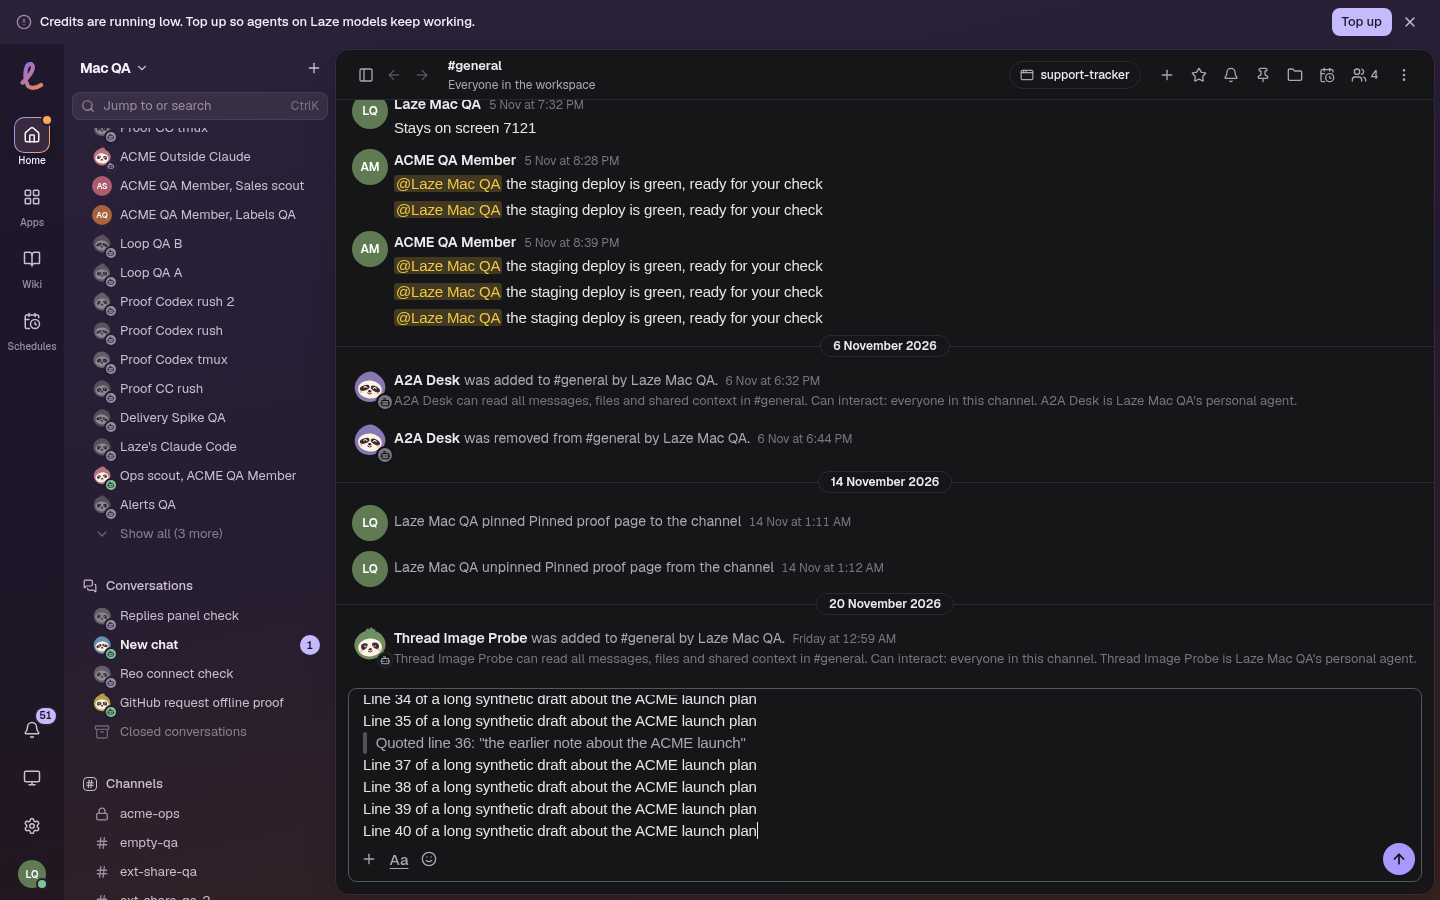 Credits are running low. Top up so agents on Laze models keep working.
Top up
Mac QA
Jump to or search
CtrlK
Home
Apps
Wiki
Schedules
51
LQ
Proof CC tmux
ACME Outside Claude
AS
ACME QA Member, Sales scout
AQ
ACME QA Member, Labels QA
Loop QA B
Loop QA A
Proof Codex rush 2
Proof Codex rush
Proof Codex tmux
Proof CC rush
Delivery Spike QA
Laze's Claude Code
Ops scout, ACME QA Member
Alerts QA
Show all (3 more)
Conversations
Replies panel check
New chat
1
Reo connect check
GitHub request offline proof
Closed conversations
Channels
acme-ops
empty-qa
ext-share-qa
#general
Everyone in the workspace
support-tracker
4
LQ
Laze Mac QA 5 Nov at 7:32 PM
Stays on screen 7121
AM
ACME QA Member 5 Nov at 8:28 PM
@Laze Mac QA the staging deploy is green, ready for your check
@Laze Mac QA the staging deploy is green, ready for your check
AM
ACME QA Member 5 Nov at 8:39 PM
@Laze Mac QA the staging deploy is green, ready for your check
@Laze Mac QA the staging deploy is green, ready for your check
@Laze Mac QA the staging deploy is green, ready for your check
6 November 2026
A2A Desk was added to #general by Laze Mac QA. 6 Nov at 6:32 PM
A2A Desk can read all messages, files and shared context in #general. Can interact: everyone in this channel. A2A Desk is Laze Mac QA's personal agent.
A2A Desk was removed from #general by Laze Mac QA. 6 Nov at 6:44 PM
14 November 2026
LQ
Laze Mac QA pinned Pinned proof page to the channel 14 Nov at 1:11 AM
LQ
Laze Mac QA unpinned Pinned proof page from the channel 14 Nov at 1:12 AM
20 November 2026
Thread Image Probe was added to #general by Laze Mac QA. Friday at 12:59 AM
Thread Image Probe can read all messages, files and shared context in #general. Can interact: everyone in this channel. Thread Image Probe is Laze Mac QA's personal agent.
Line 34 of a long synthetic draft about the ACME launch plan
Line 35 of a long synthetic draft about the ACME launch plan
Quoted line 36: "the earlier note about the ACME launch"
Line 37 of a long synthetic draft about the ACME launch plan
Line 38 of a long synthetic draft about the ACME launch plan
Line 39 of a long synthetic draft about the ACME launch plan
Line 40 of a long synthetic draft about the ACME launch plan
Aa